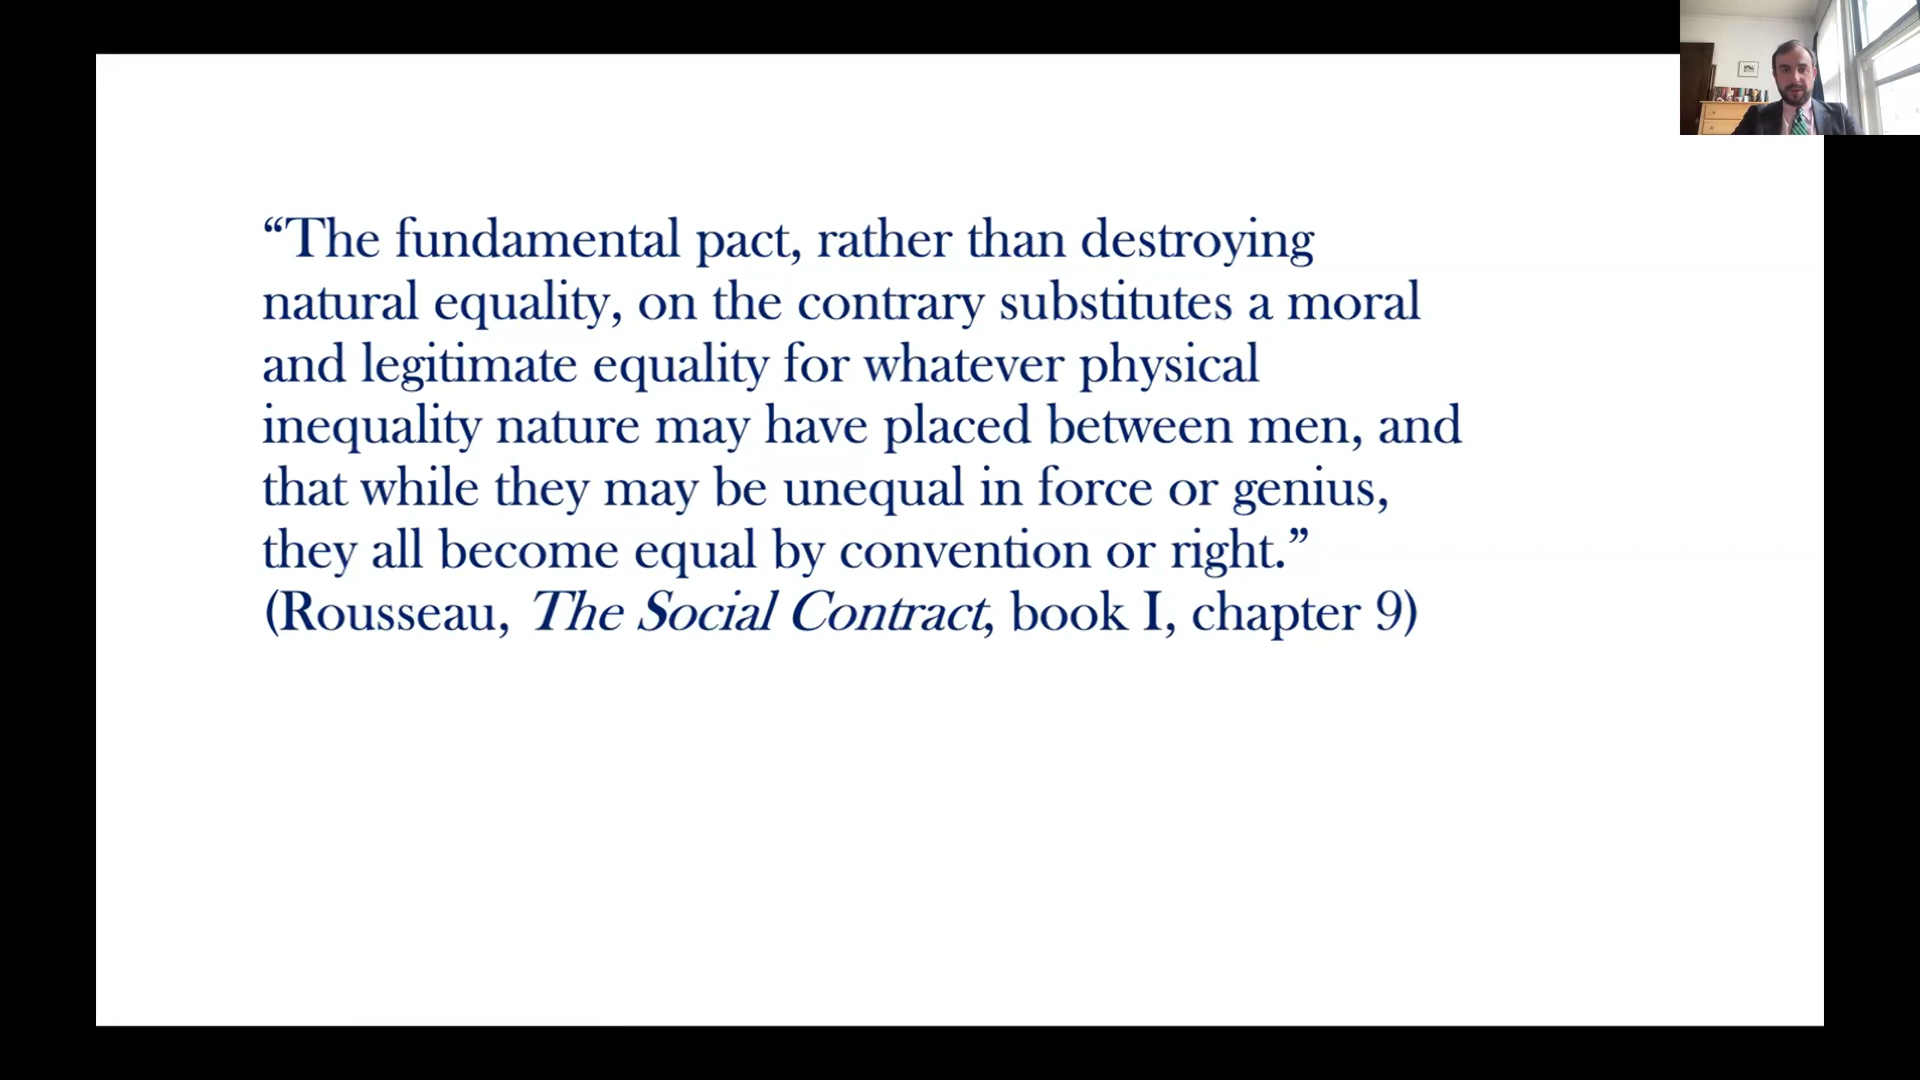 “The fundamental pact, rather than destroying
natural equality, on the contrary substitutes a moral
and legitimate equality for whatever physical
inequality nature may have placed between men, and
that while they may be unequal in force or genius,
they all become equal by convention or right.”
(Rousseau, The Social Contract, book I, chapter 9)